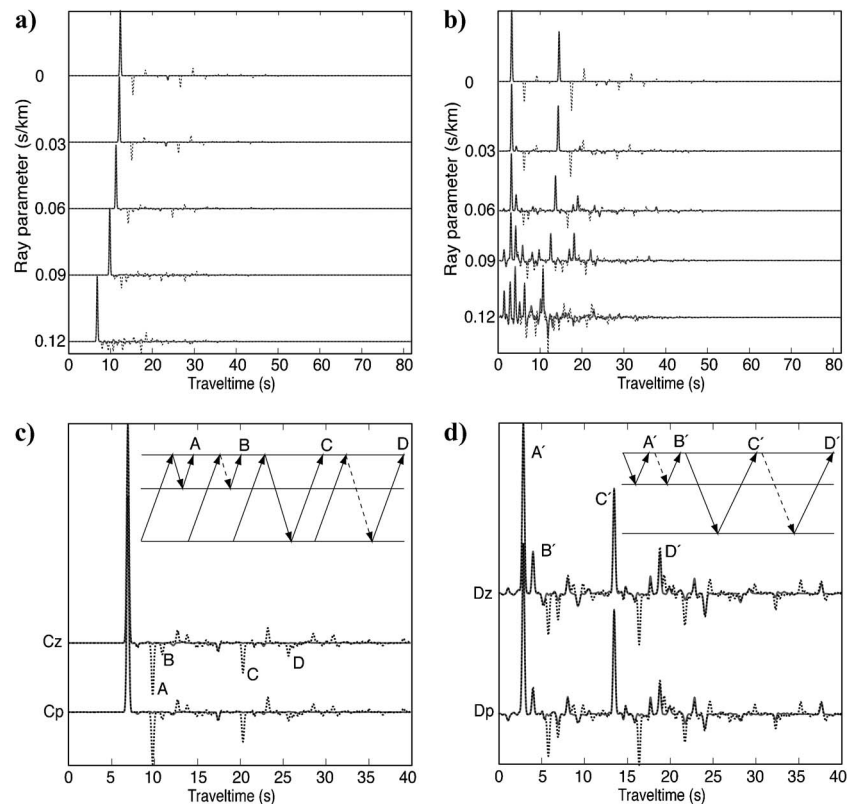 a)
Ray parameter (s/km)
0
0.03
0.06
0.09
0.12
0 10 20 30 40 50 60 70 80
Traveltime (s)
b)
Ray parameter (s/km)
0
0.03
0.06
0.09
0.12
0 10 20 30 40 50 60 70 80
Traveltime (s)
c)
A B C D
Cz
B C D
A
Cp
0 5 10 15 20 25 30 35 40
Traveltime (s)
d)
A´ B´ C´ D´
A´
C´
B´ D´
Dz
Dp
0 5 10 15 20 25 30 35 40
Traveltime (s)